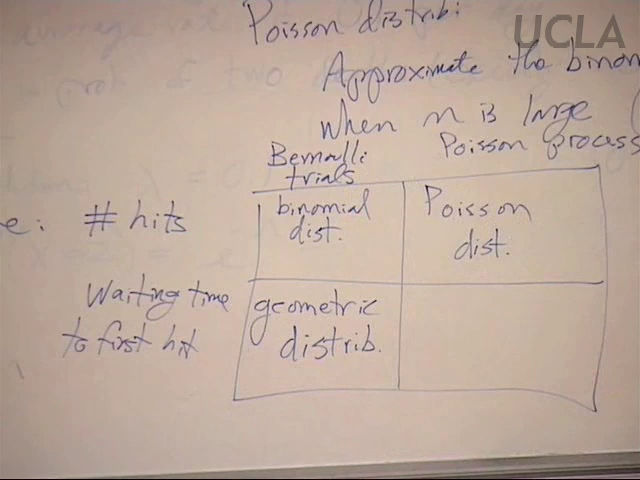 UCLA
Poisson distrib:
Approximate the binom
when n is large (
Bernoulli trials
Poisson process
e: # hits
binomial dist.
Poisson dist.
Waiting time to first hit
geometric distrib.